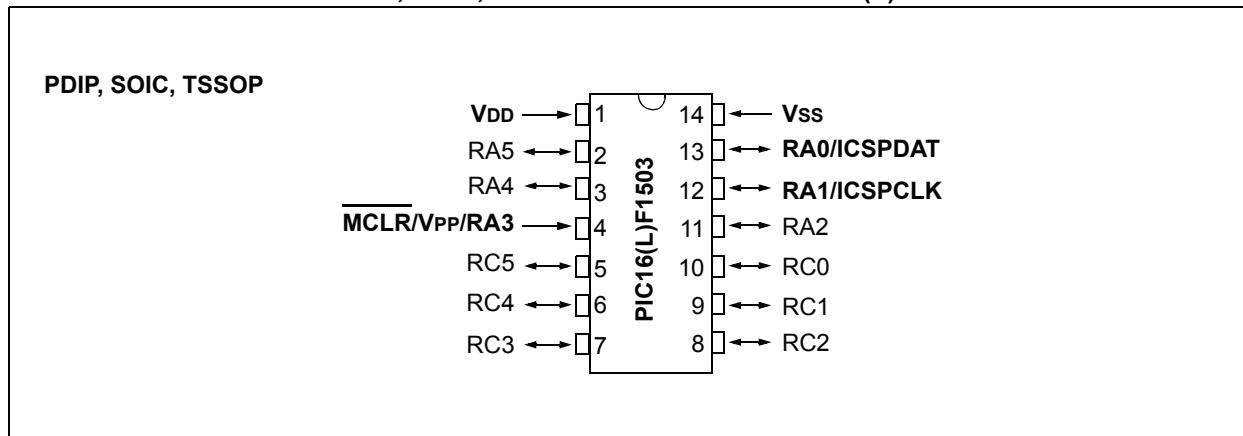 PDIP, SOIC, TSSOP
VDD 1 14 VSS
RA5 2 13 RA0/ICSPDAT
RA4 3 12 RA1/ICSPCLK
MCLR/VPP/RA3 4 11 RA2
RC5 5 10 RC0
RC4 6 9 RC1
RC3 7 8 RC2
PIC16(L)F1503